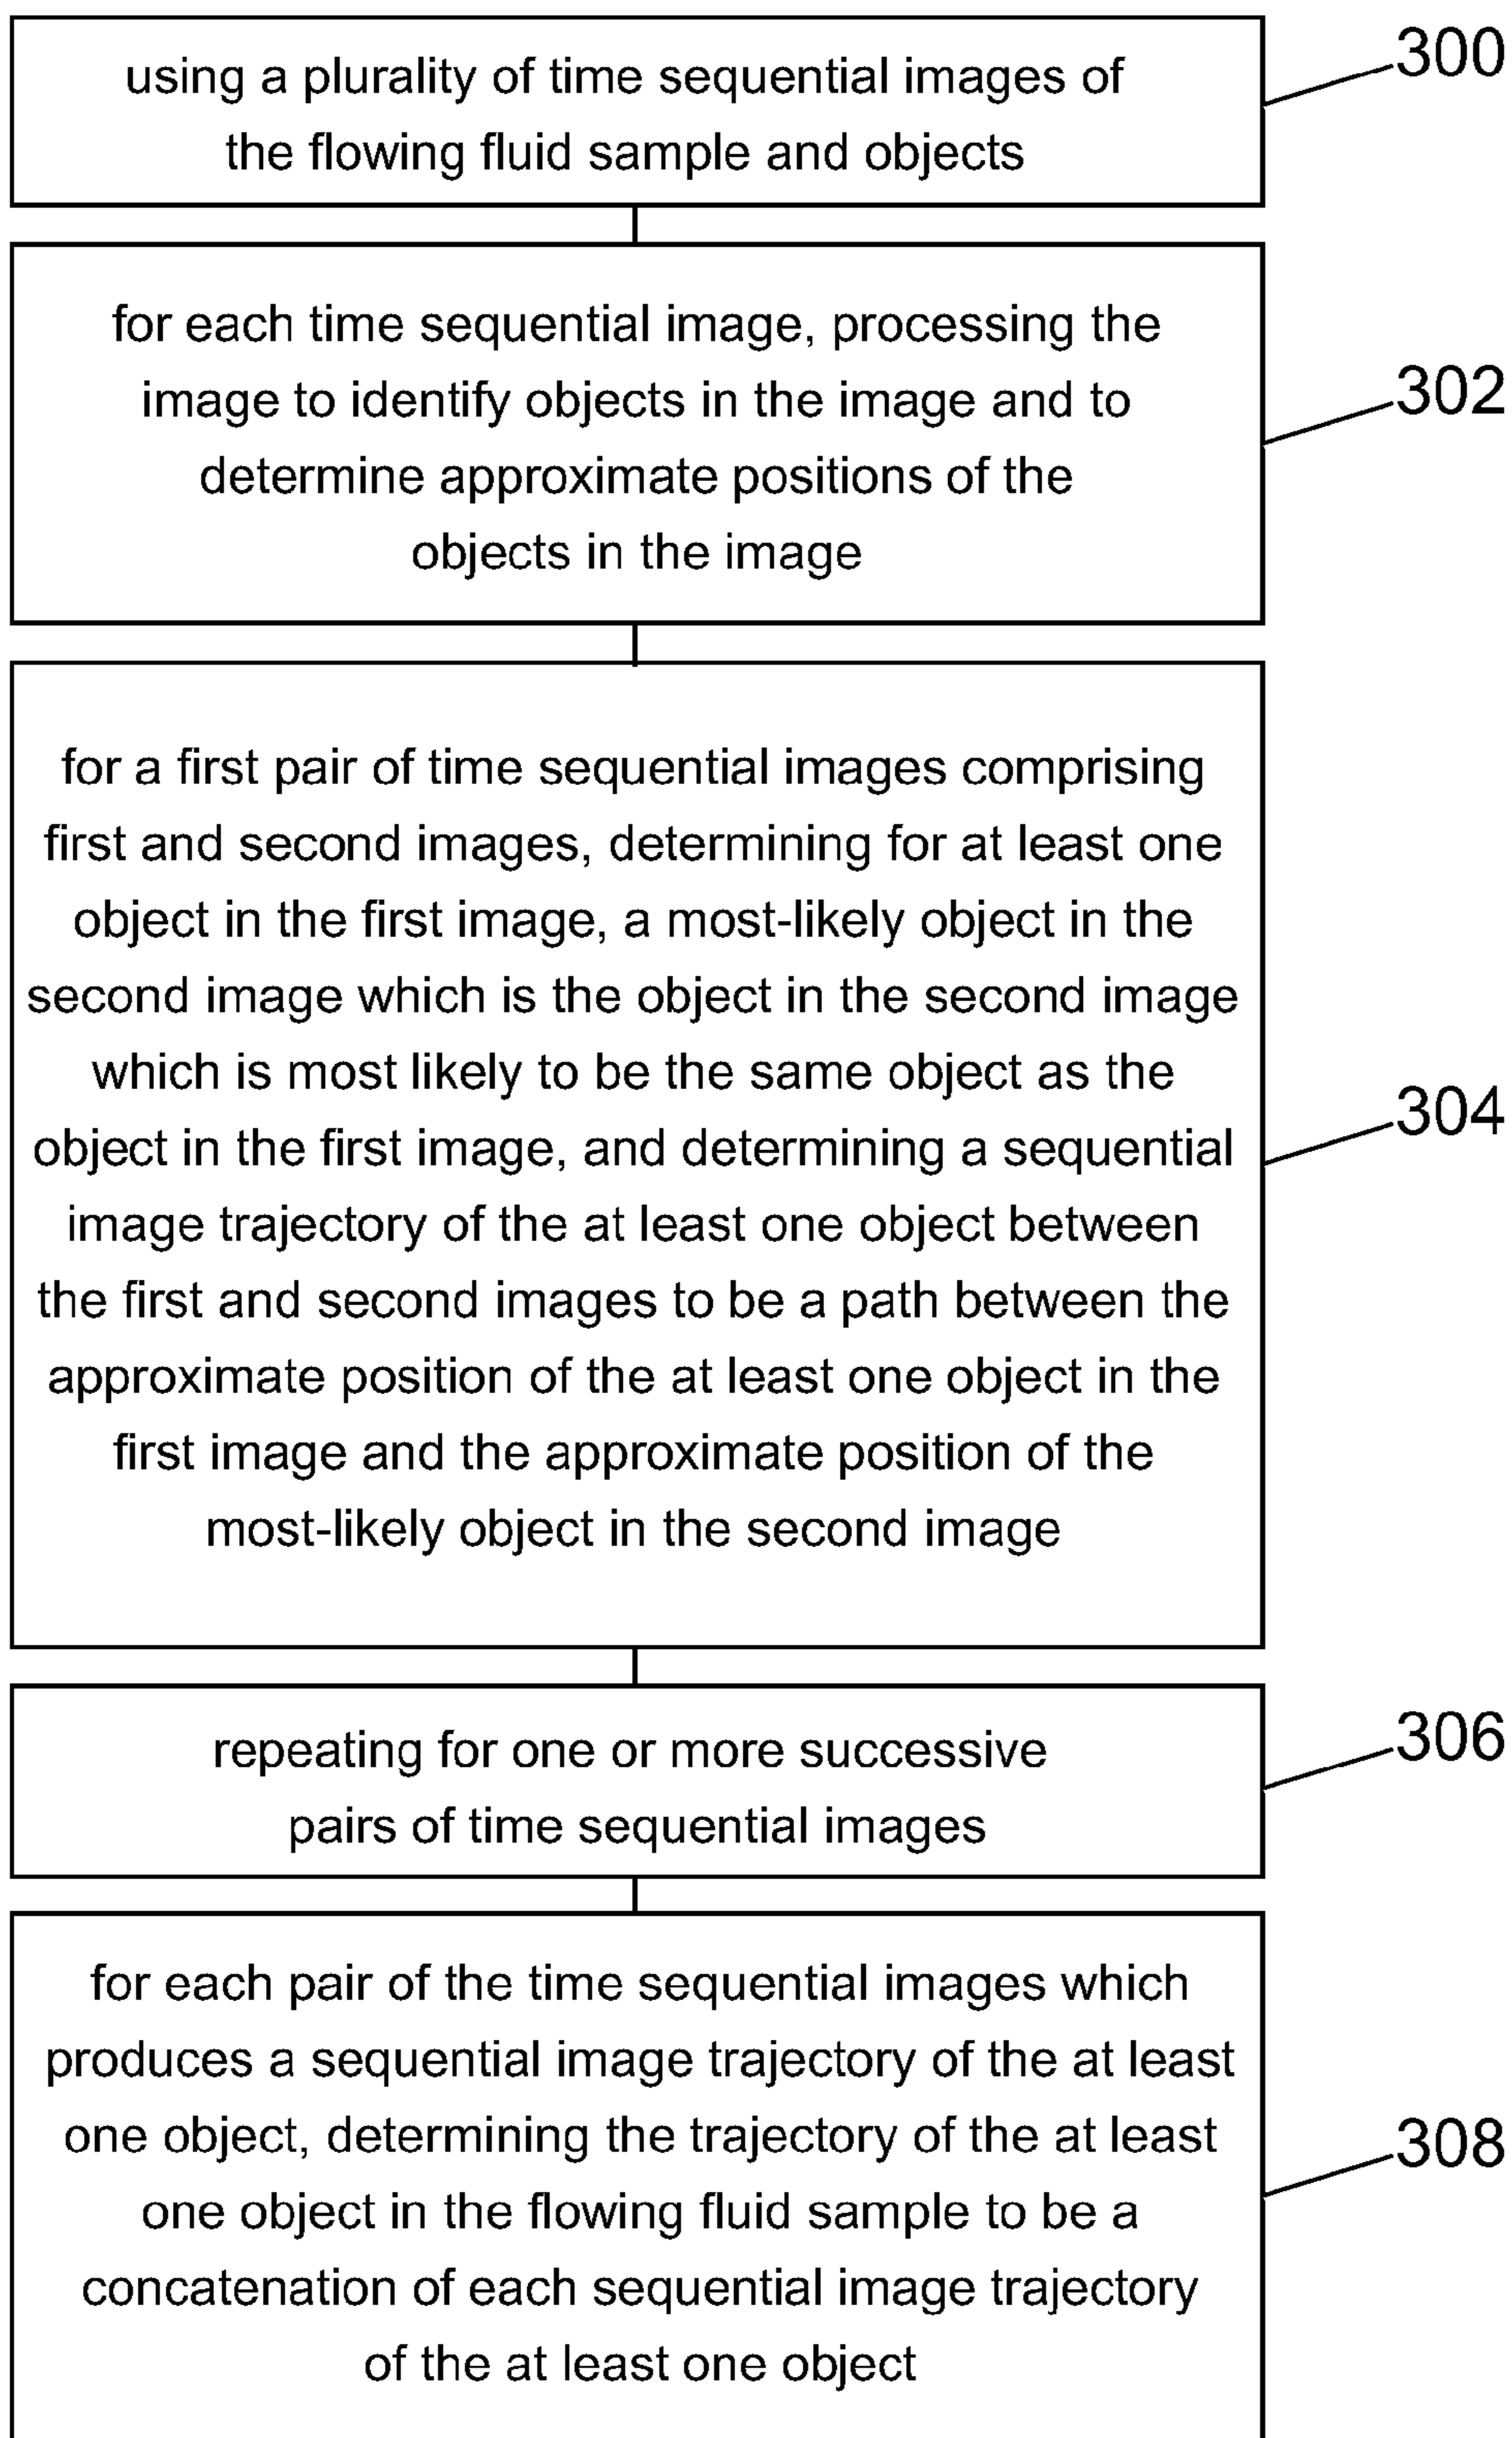 using a plurality of time sequential images of
the flowing fluid sample and objects
300
for each time sequential image, processing the
image to identify objects in the image and to
determine approximate positions of the
objects in the image
302
for a first pair of time sequential images comprising
first and second images, determining for at least one
object in the first image, a most-likely object in the
second image which is the object in the second image
which is most likely to be the same object as the
object in the first image, and determining a sequential
image trajectory of the at least one object between
the first and second images to be a path between the
approximate position of the at least one object in the
first image and the approximate position of the
most-likely object in the second image
304
repeating for one or more successive
pairs of time sequential images
306
for each pair of the time sequential images which
produces a sequential image trajectory of the at least
one object, determining the trajectory of the at least
one object in the flowing fluid sample to be a
concatenation of each sequential image trajectory
of the at least one object
308